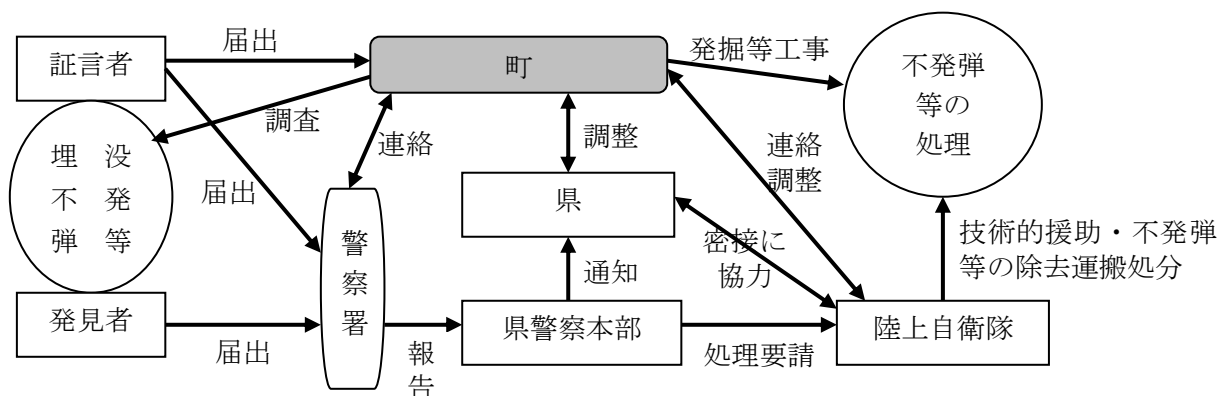 届出
証言者
町
発掘等工事
不発弾
等の
処理
調査
連絡
調整
連絡
調整
埋　没
不　発
弾　等
届出
県
警
察
署
密接に
協力
技術的援助・不発弾
等の除去運搬処分
通知
発見者
県警察本部
陸上自衛隊
届出
報
告
処理要請